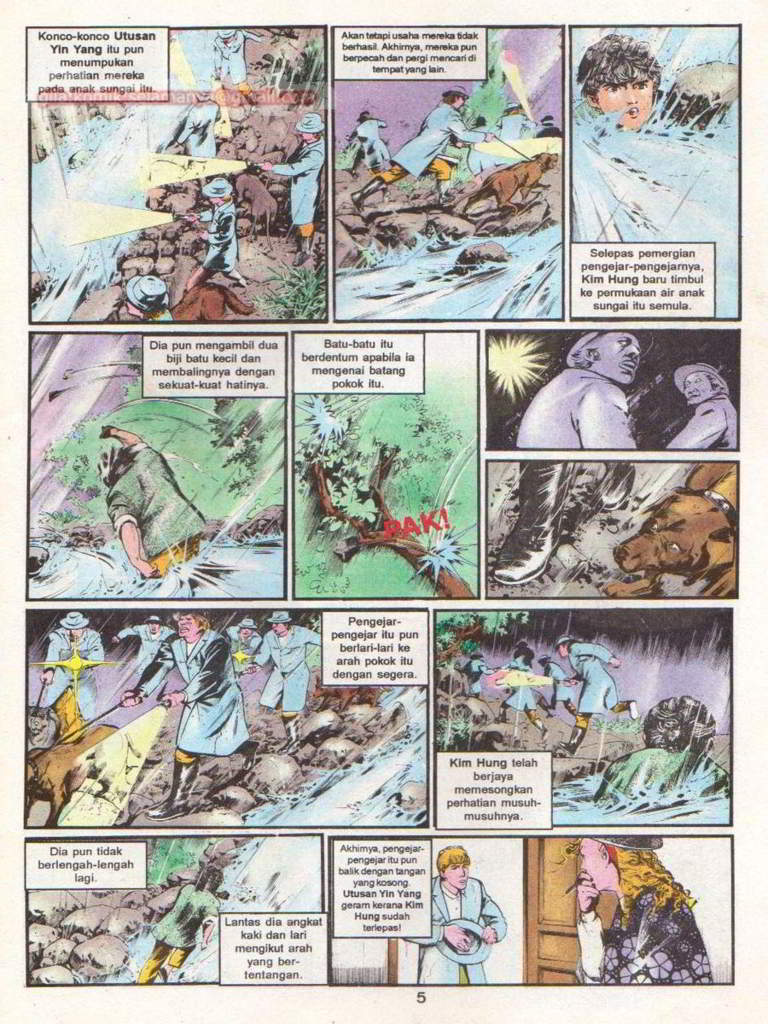 Konco-konco Utusan
Yin Yang itu pun
menumpukan
perhatian mereka
pada anak sungai itu.
Akan tetapi usaha mereka tidak
berhasil. Akhirnya, mereka pun
berpecah dan pergi mencari di
tempat yang lain.
Selepas pemergian
pengejar-pengejarnya,
Kim Hung baru timbul
ke permukaan air anak
sungai itu semula.
Dia pun mengambil dua
biji batu kecil dan
membalingnya dengan
sekuat-kuat hatinya.
Batu-batu itu
berdentum apabila ia
mengenai batang
pokok itu.
PAK!
Pengejar-
pengejar itu pun
berlari-lari ke
arah pokok itu
dengan segera.
Kim Hung telah
berjaya
memesongkan
perhatian musuh-
musuhnya.
Dia pun tidak
berlengah-lengah
lagi.
Lantas dia angkat
kaki dan lari
mengikut arah
yang ber-
tentangan.
Akhirnya, pengejar-
pengejar itu pun
balik dengan tangan
yang kosong.
Utusan Yin Yang
geram kerana Kim
Hung sudah
terlepas!
5